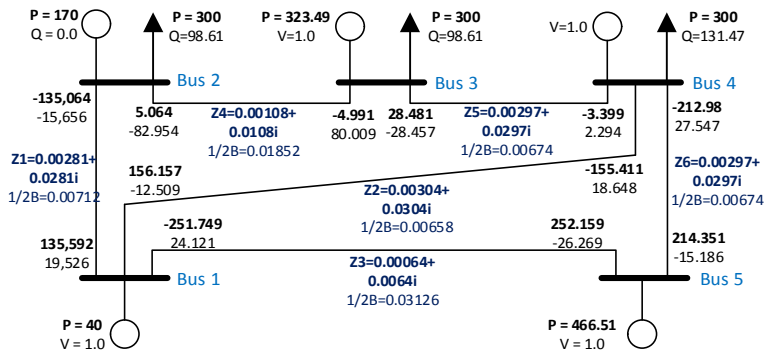 P = 170
Q = 0.0
P = 300
Q=98.61
P = 323.49
V=1.0
P = 300
Q=98.61
V=1.0
P = 300
Q=131.47
Bus 2
Bus 3
Bus 4
-135,064
-15,656
5.064
-82.954
Z4=0.00108+
0.0108i
1/2B=0.01852
-4.991
80.009
28.481
-28.457
Z5=0.00297+
0.0297i
1/2B=0.00674
-3.399
2.294
-212.98
27.547
Z1=0.00281+
0.0281i
1/2B=0.00712
156.157
-12.509
Z2=0.00304+
0.0304i
1/2B=0.00658
-155.411
18.648
Z6=0.00297+
0.0297i
1/2B=0.00674
135,592
19,526
-251.749
24.121
Z3=0.00064+
0.0064i
1/2B=0.03126
252.159
-26.269
214.351
-15.186
Bus 1
Bus 5
P = 40
V = 1.0
P = 466.51
V = 1.0